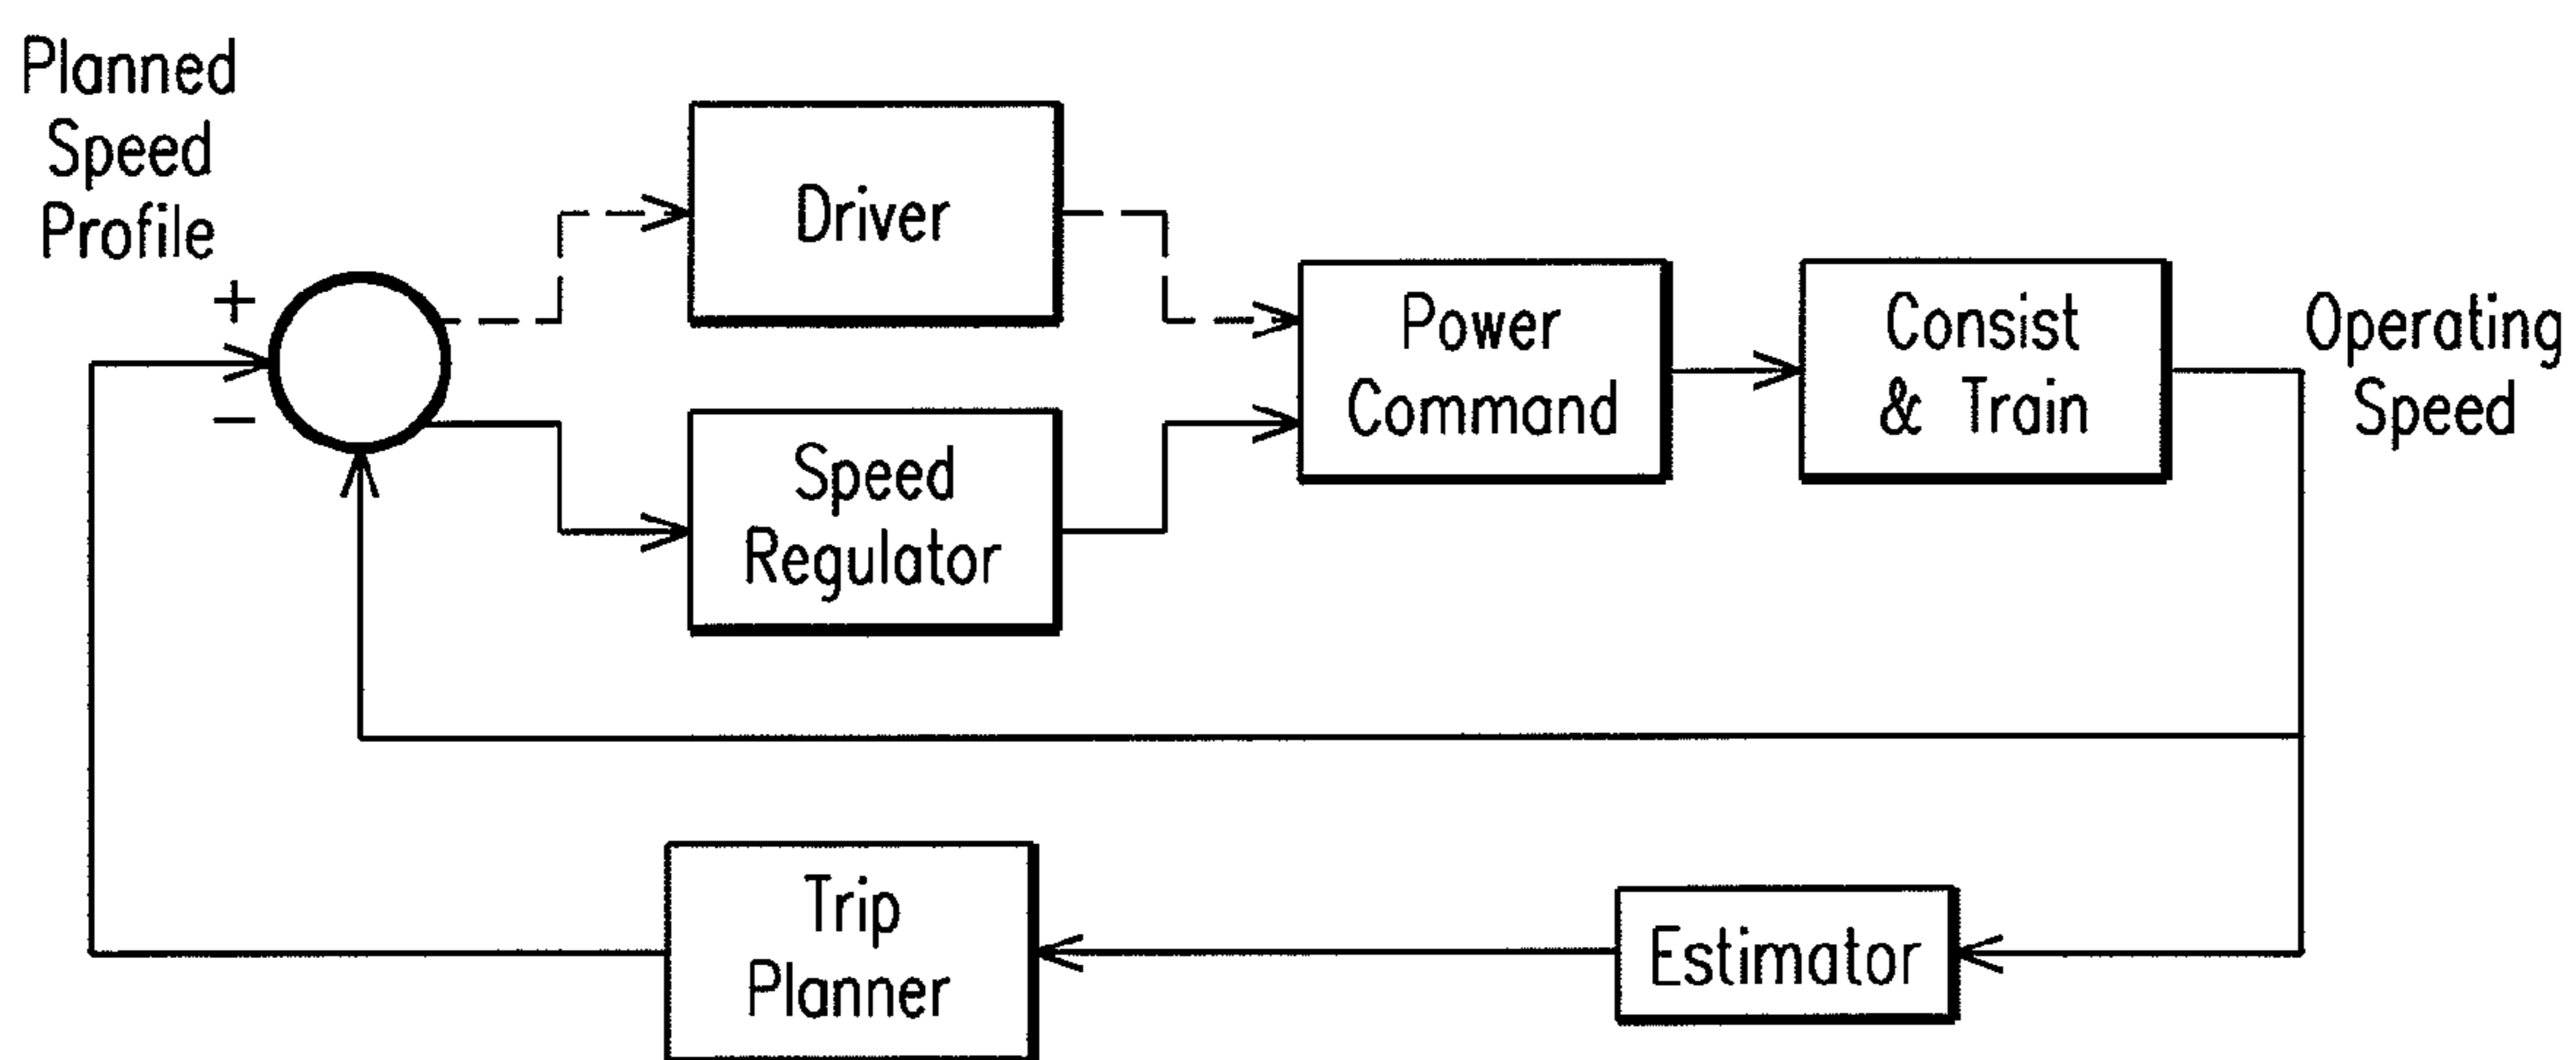 Planned
Speed
Profile
+
−
Driver
Speed
Regulator
Power
Command
Consist
& Train
Operating
Speed
Trip
Planner
Estimator